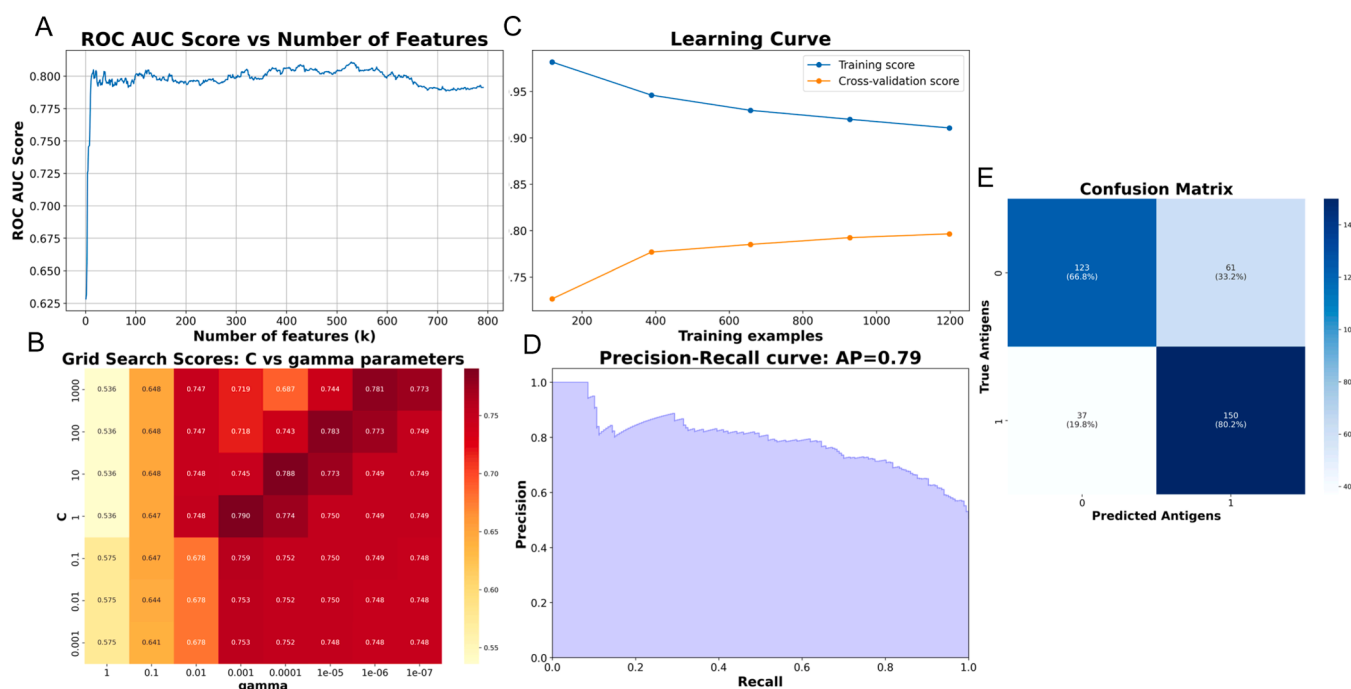 A
ROC AUC Score vs Number of Features
ROC AUC Score
0.800
0.775
0.750
0.725
0.700
0.675
0.650
0.625
0 100 200 300 400 500 600 700 800
Number of features (k)
B
Grid Search Scores: C vs gamma parameters
C
1000 0.536 0.648 0.747 0.719 0.687 0.744 0.781 0.773
100 0.536 0.648 0.747 0.718 0.743 0.783 0.773 0.749
10 0.536 0.648 0.748 0.745 0.788 0.773 0.749 0.749
1 0.536 0.647 0.748 0.790 0.774 0.750 0.749 0.749
0.1 0.575 0.647 0.678 0.759 0.752 0.750 0.749 0.748
0.01 0.575 0.644 0.678 0.753 0.752 0.750 0.748 0.748
0.001 0.575 0.641 0.678 0.753 0.752 0.748 0.748 0.748
1 0.1 0.01 0.001 0.0001 1e-05 1e-06 1e-07
gamma
0.75
0.70
0.65
0.60
0.55
C
Learning Curve
Training score
Cross-validation score
.95
.90
.85
.80
.75
200 400 600 800 1000 1200
Training examples
D
Precision-Recall curve: AP=0.79
Precision
1.0
0.8
0.6
0.4
0.2
0.0
0.0 0.2 0.4 0.6 0.8 1.0
Recall
E
Confusion Matrix
True Antigens
0
123
(66.8%)
61
(33.2%)
1
37
(19.8%)
150
(80.2%)
0 1
Predicted Antigens
14
12
10
80
60
40